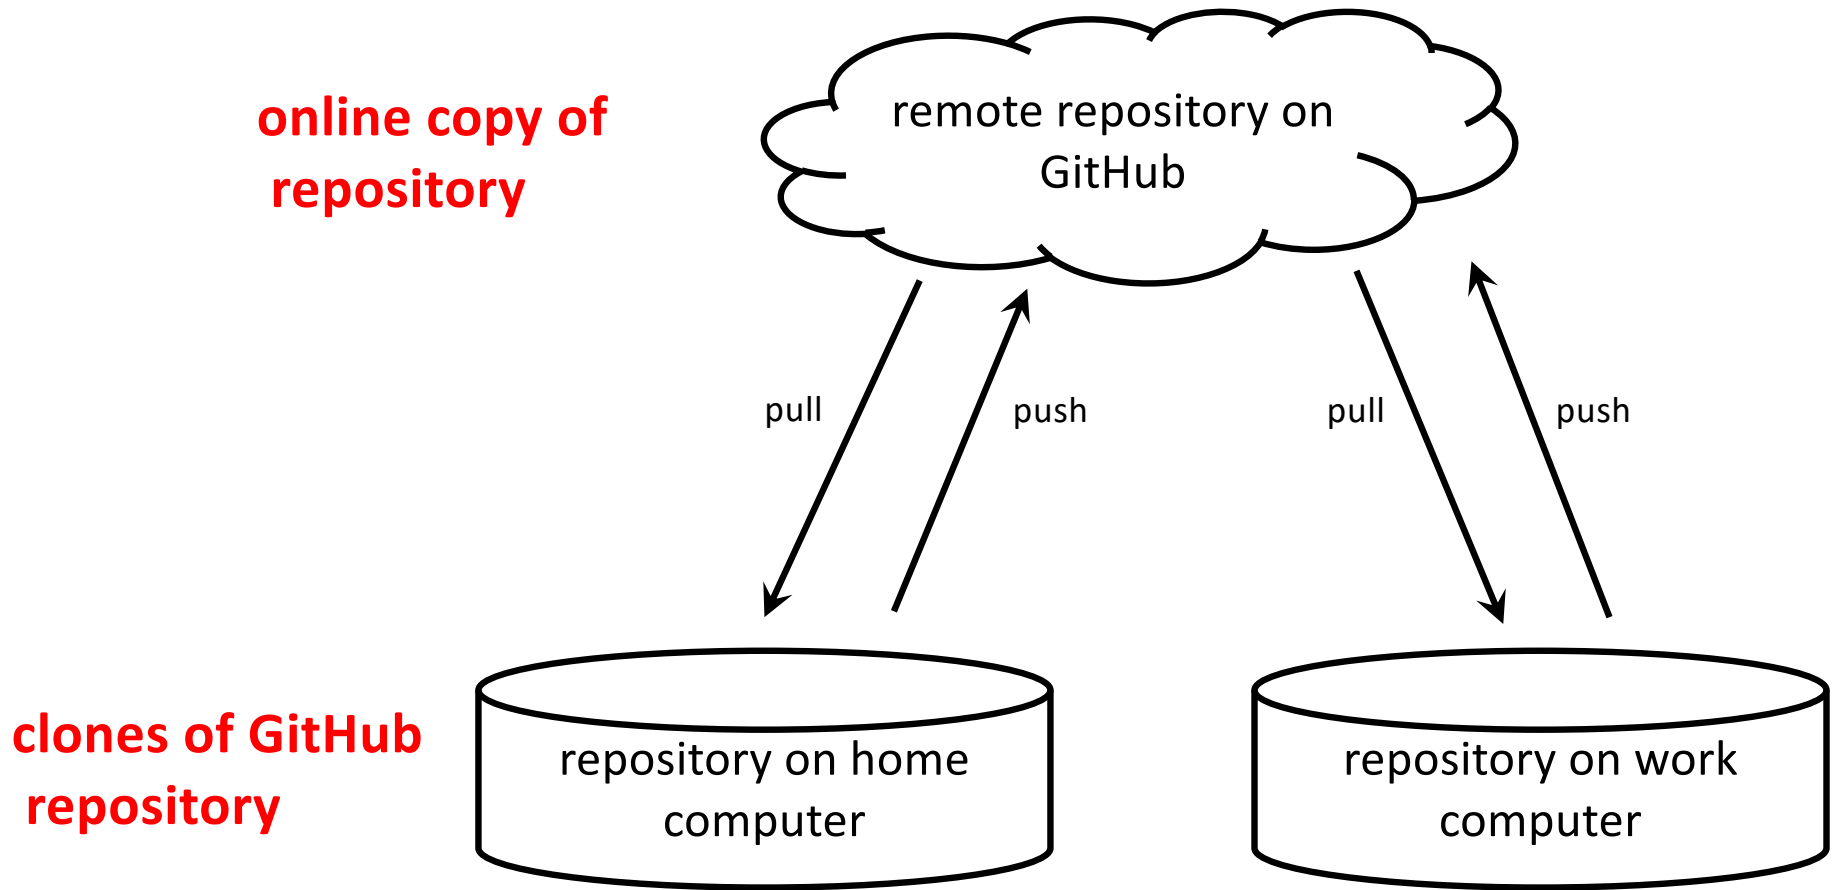 online copy of
repository
remote repository on
GitHub
pull
push
pull
push
clones of GitHub
repository
repository on home
computer
repository on work
computer